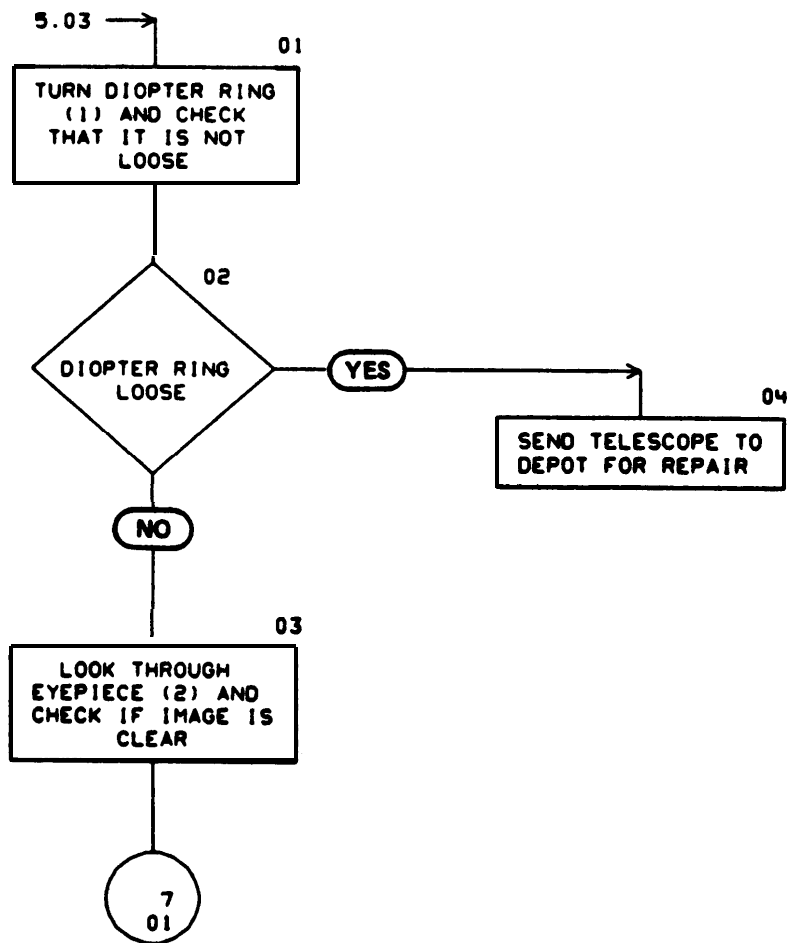 5.03
01
TURN DIOPTER RING
(1) AND CHECK
THAT IT IS NOT
LOOSE
02
DIOPTER RING
LOOSE
YES
04
SEND TELESCOPE TO
DEPOT FOR REPAIR
NO
03
LOOK THROUGH
EYEPIECE (2) AND
CHECK IF IMAGE IS
CLEAR
7
01